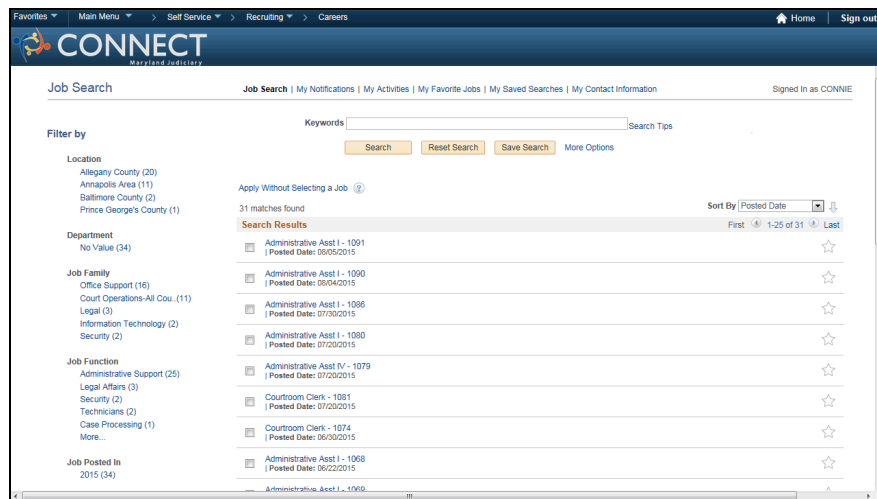 Favorites Main Menu > Self Service > Recruiting > Careers Home | Sign out
CONNECT
Maryland Judiciary
Job Search
Job Search | My Notifications | My Activities | My Favorite Jobs | My Saved Searches | My Contact Information
Signed In as CONNIE
Keywords
Search Tips
Search Reset Search Save Search More Options
Filter by
Location
Allegany County (20)
Annapolis Area (11)
Baltimore County (2)
Prince George's County (1)
Department
No Value (34)
Job Family
Office Support (16)
Court Operations-All Cou..(11)
Legal (3)
Information Technology (2)
Security (2)
Job Function
Administrative Support (25)
Legal Affairs (3)
Security (2)
Technicians (2)
Case Processing (1)
More...
Job Posted In
2015 (34)
Apply Without Selecting a Job ?
31 matches found
Sort By Posted Date
Search Results
First 1-25 of 31 Last
Administrative Asst I - 1091
| Posted Date: 08/05/2015
Administrative Asst I - 1090
| Posted Date: 08/04/2015
Administrative Asst I - 1086
| Posted Date: 07/30/2015
Administrative Asst I - 1080
| Posted Date: 07/20/2015
Administrative Asst IV - 1079
| Posted Date: 07/20/2015
Courtroom Clerk - 1081
| Posted Date: 07/20/2015
Courtroom Clerk - 1074
| Posted Date: 06/30/2015
Administrative Asst I - 1068
| Posted Date: 06/22/2015
Administrative Asst I - 1069